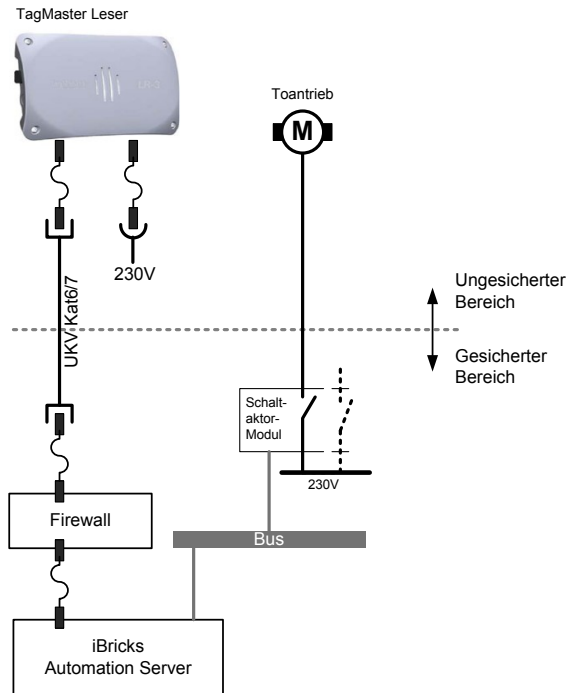 TagMaster Leser
Toantrieb
M
230V
UKV Kat6/7
Ungesicherter
Bereich
Gesicherter
Bereich
Schalt-
aktor-
Modul
230V
Firewall
Bus
iBricks
Automation Server